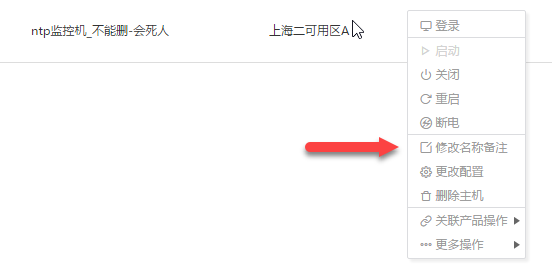 ntp监控机_不能删-会死人
上海二可用区A
登录
启动
关闭
重启
断电
修改名称备注
更改配置
删除主机
关联产品操作
更多操作